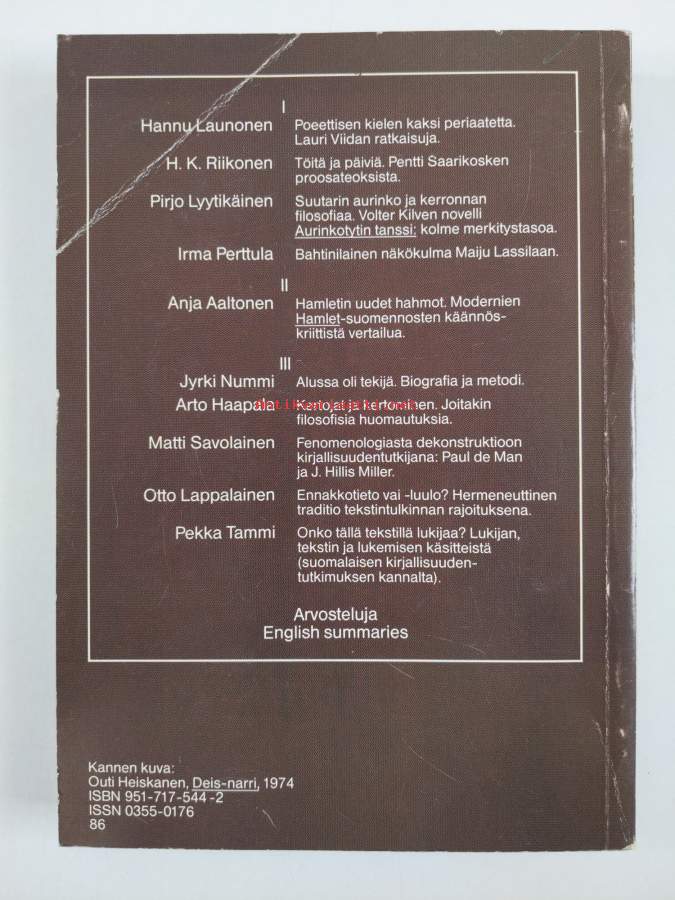 I
Hannu Launonen Poeettisen kielen kaksi periaatetta.
Lauri Viidan ratkaisuja.
H. K. Riikonen Töitä ja päiviä. Pentti Saarikosken
proosateoksista.
Pirjo Lyytikäinen Suutarin aurinko ja kerronnan
filosofiaa. Volter Kilven novelli
Aurinkotytin tanssi: kolme merkitystasoa.
Irma Perttula Bahtinilainen näkökulma Maiju Lassilaan.
II
Anja Aaltonen Hamletin uudet hahmot. Modernien
Hamlet-suomennosten käännös-
kriittistä vertailua.
III
Jyrki Nummi Alussa oli tekijä. Biografia ja metodi.
Arto Haapala Kertoja ja kertominen. Joitakin
filosofisia huomautuksia.
Matti Savolainen Fenomenologiasta dekonstruktioon
kirjallisuudentutkijana: Paul de Man
ja J. Hillis Miller.
Otto Lappalainen Ennakkotieto vai -luulo? Hermeneuttinen
traditio tekstintulkinnan rajoituksena.
Pekka Tammi Onko tällä tekstillä lukijaa? Lukijan,
tekstin ja lukemisen käsitteistä
(suomalaisen kirjallisuuden-
tutkimuksen kannalta).
Arvosteluja
English summaries
Kannen kuva:
Outi Heiskanen, Deis-narri, 1974
ISBN 951-717-544-2
ISSN 0355-0176
86